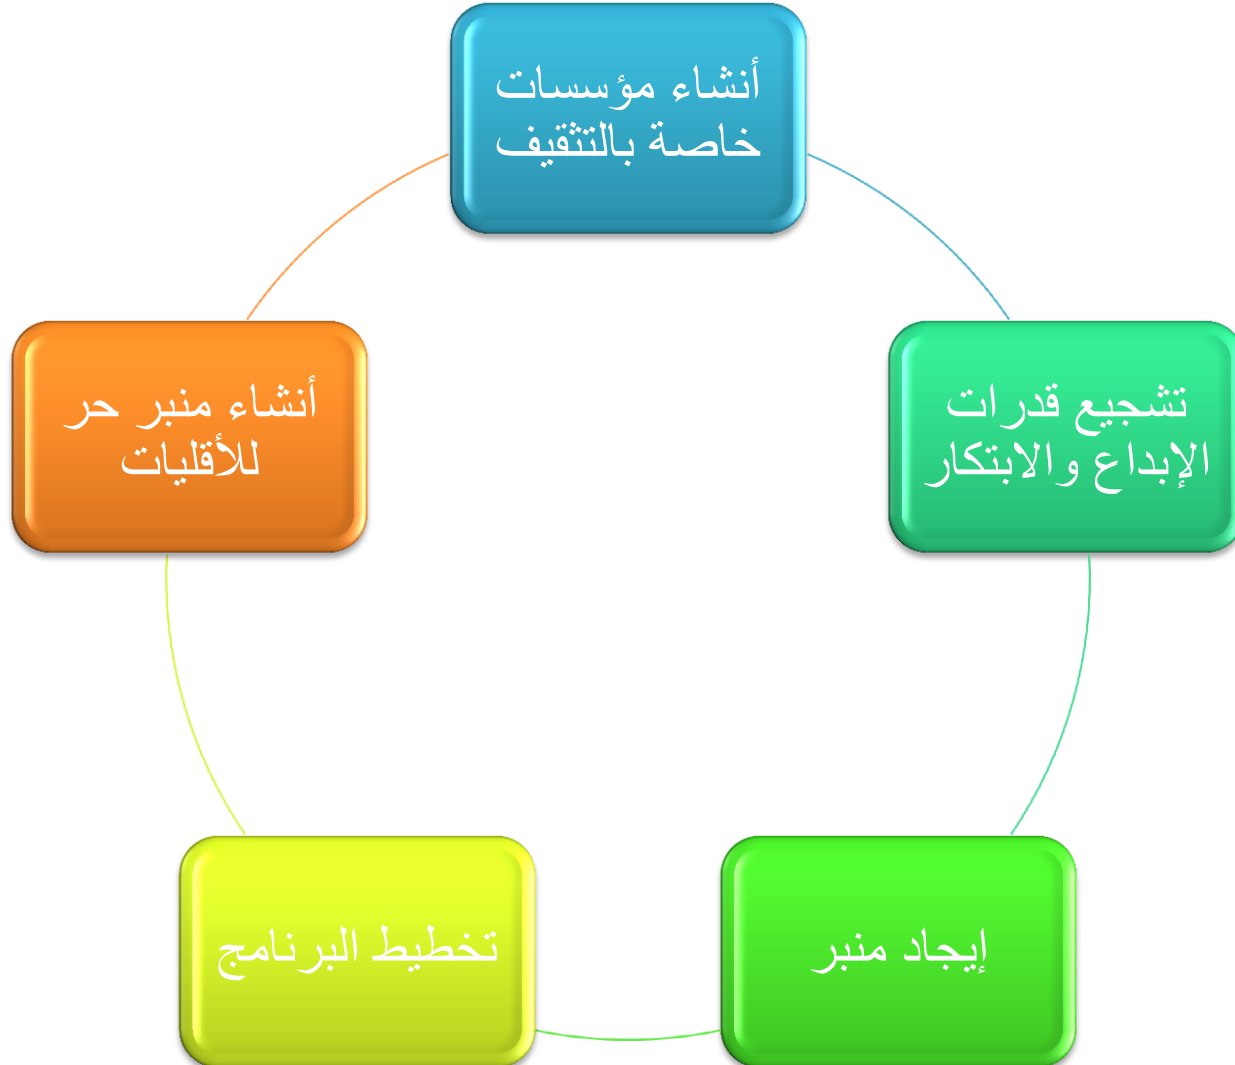 أنشاء مؤسسات
خاصة بالتثقيف
تشجيع قدرات
الإبداع والابتكار
إيجاد منبر
تخطيط البرنامج
أنشاء منبر حر
للأقليات